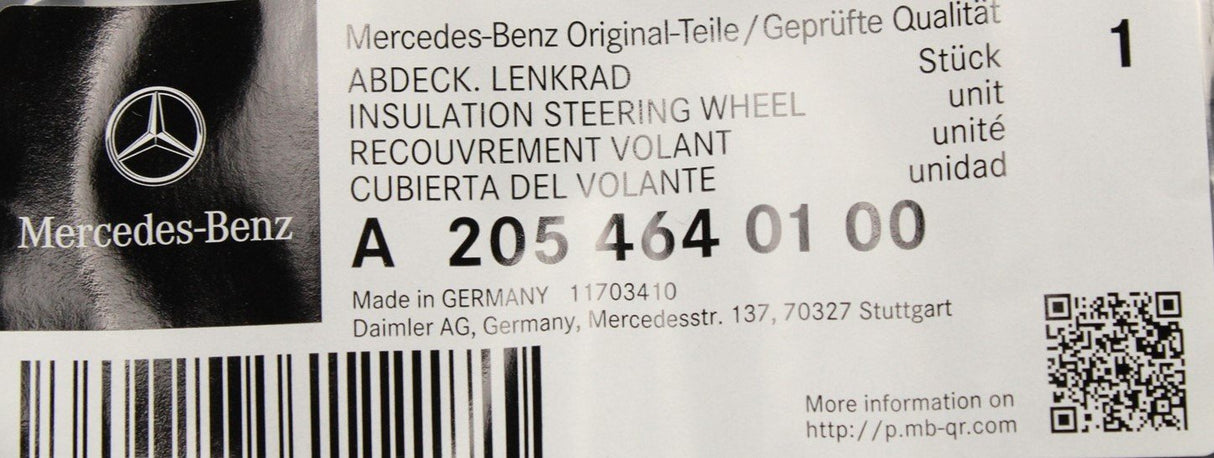 Mercedes-Benz
Mercedes-Benz Original-Teile / Geprüfte Qualität
ABDECK. LENKRAD Stück 1
INSULATION STEERING WHEEL unit
RECOUVREMENT VOLANT unité
CUBIERTA DEL VOLANTE unidad
A 205 464 01 00
Made in GERMANY 11703410
Daimler AG, Germany, Mercedesstr. 137, 70327 Stuttgart
More information on
http://p.mb-qr.com